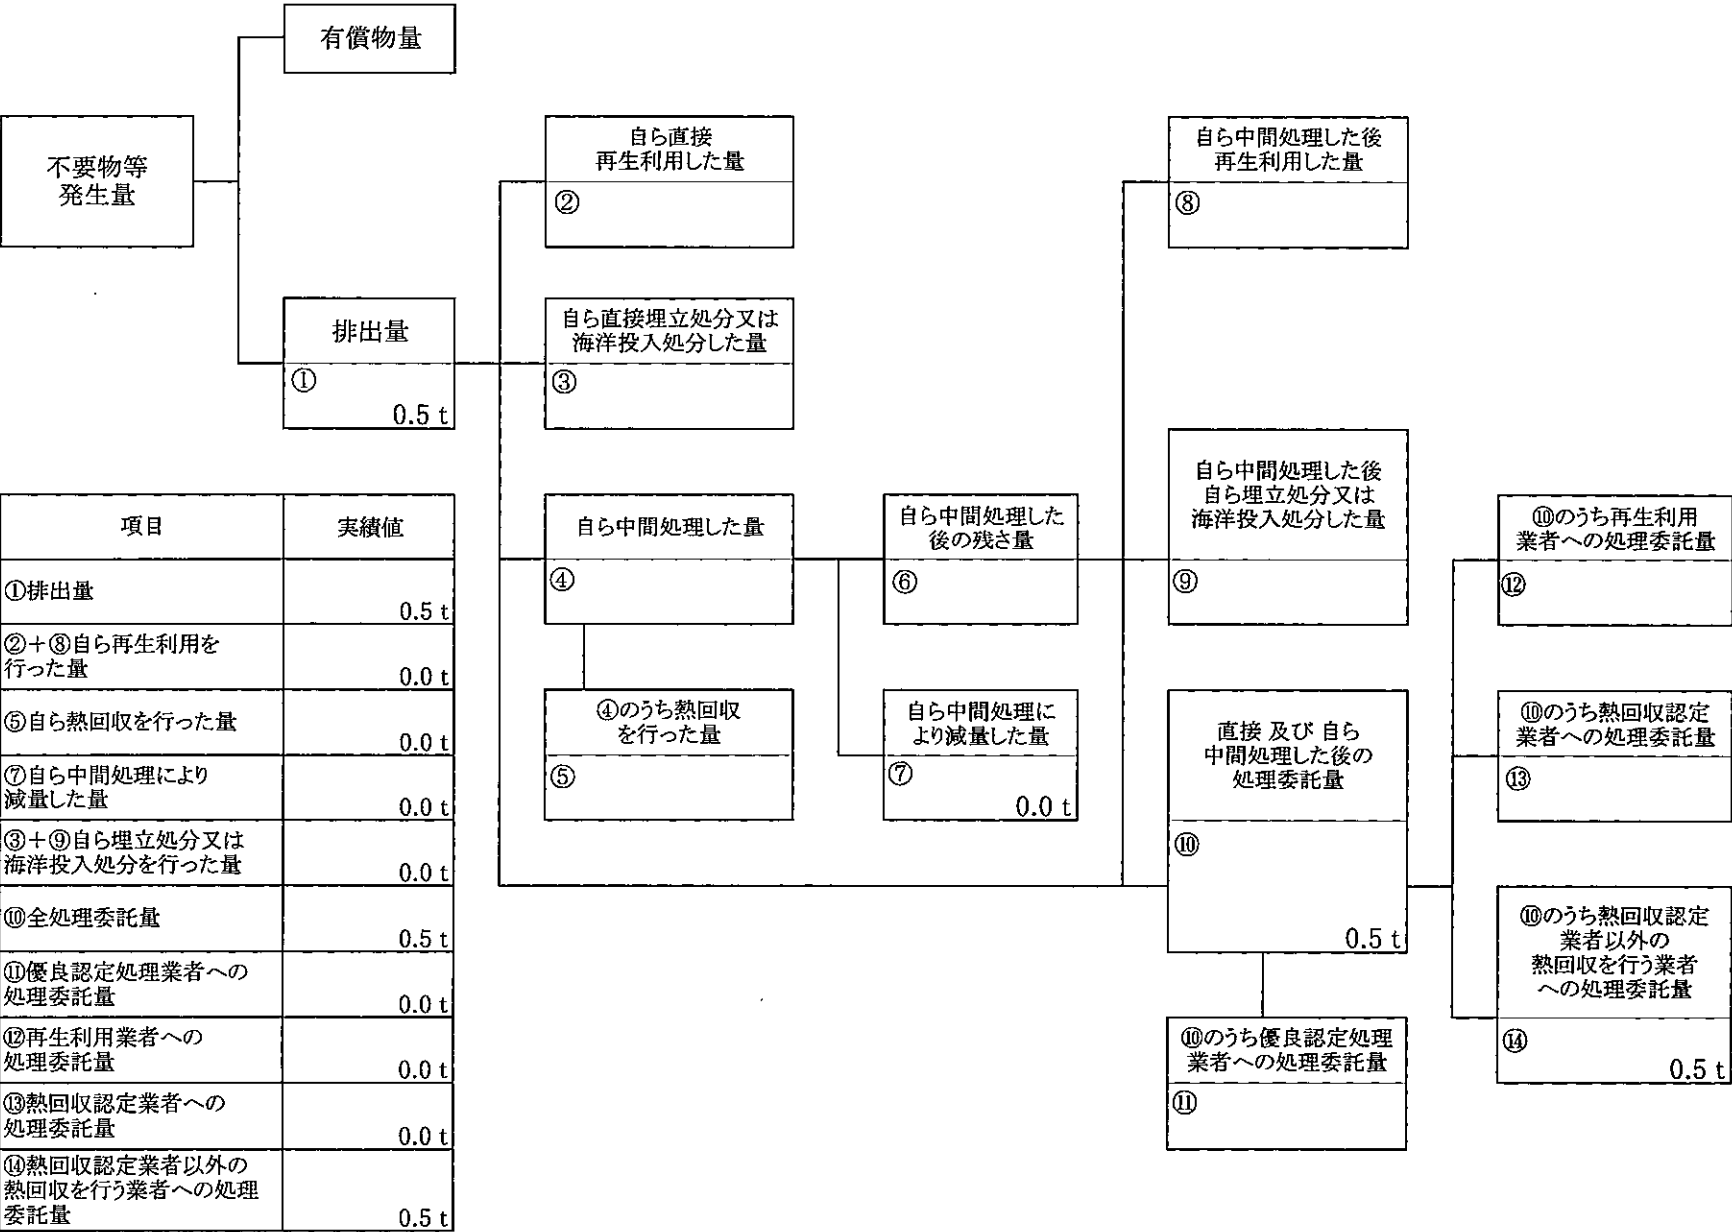 有償物量
不要物等
発生量
自ら直接
再生利用した量
②
自ら中間処理した後
再生利用した量
⑧
排出量
①
0.5 t
自ら直接埋立処分又は
海洋投入処分した量
③
自ら中間処理した量
④
自ら中間処理した
後の残さ量
⑥
自ら中間処理した後
自ら埋立処分又は
海洋投入処分した量
⑨
⑩のうち再生利用
業者への処理委託量
⑫
④のうち熱回収
を行った量
⑤
自ら中間処理に
より減量した量
⑦
0.0 t
直接 及び 自ら
中間処理した後の
処理委託量
⑩
0.5 t
⑩のうち熱回収認定
業者への処理委託量
⑬
⑩のうち熱回収認定
業者以外の
熱回収を行う業者
への処理委託量
⑭
0.5 t
⑩のうち優良認定処理
業者への処理委託量
⑪
項目 実績値
①排出量
0.5 t
②+⑧自ら再生利用を
行った量
0.0 t
⑤自ら熱回収を行った量
0.0 t
⑦自ら中間処理により
減量した量
0.0 t
③+⑨自ら埋立処分又は
海洋投入処分を行った量
0.0 t
⑩全処理委託量
0.5 t
⑪優良認定処理業者への
処理委託量
0.0 t
⑫再生利用業者への
処理委託量
0.0 t
⑬熱回収認定業者への
処理委託量
0.0 t
⑭熱回収認定業者以外の
熱回収を行う業者への処理
委託量
0.5 t